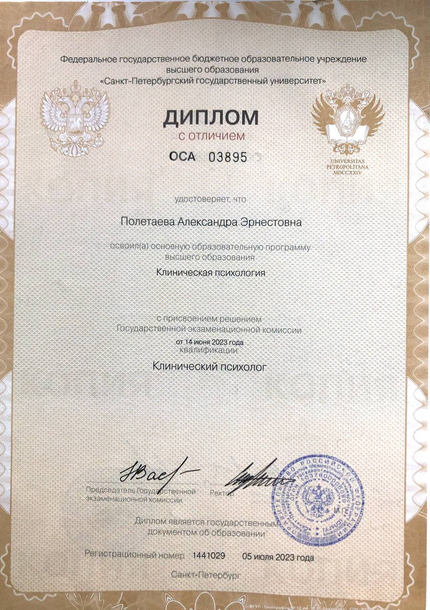 Федеральное государственное бюджетное образовательное учреждение
высшего образования
«Санкт-Петербургский государственный университет»
ДИПЛОМ
с отличием
ОСА 03895
UNIVERSITAS
PETROPOLITANA
MDCCXXIV
удостоверяет, что
Полетаева Александра Эрнестовна
освоил(а) основную образовательную программу
высшего образования
Клиническая психология
с присвоением решением
Государственной экзаменационной комиссии
от 14 июня 2023 года
квалификации
Клинический психолог
Председатель Государственной
экзаменационной комиссии
Ректор
Диплом является государственным
документом об образовании
Регистрационный номер 1441029 05 июля 2023 года
Санкт-Петербург